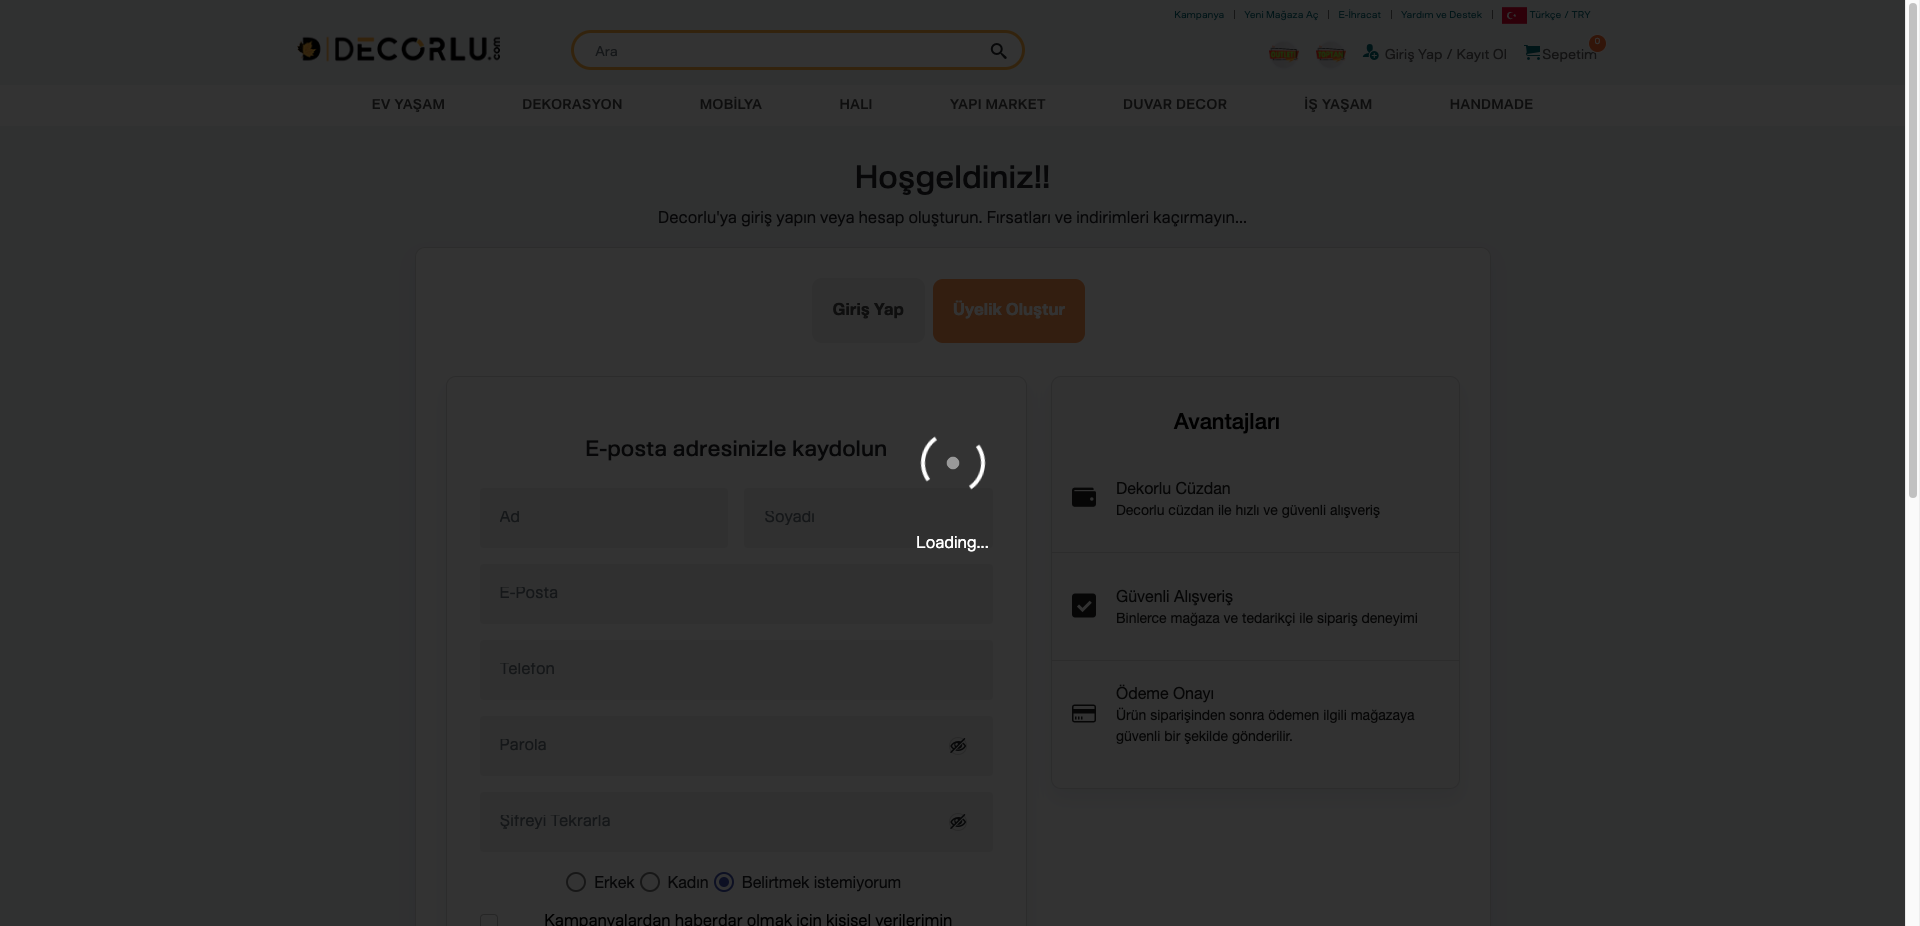 Kampanya | Yeni Mağaza Aç | E-İhracat | Yardım ve Destek | Türkçe / TRY
DECORLU.com
Ara
Giriş Yap / Kayıt Ol
Sepetim
0
EV YAŞAM
DEKORASYON
MOBİLYA
HALI
YAPI MARKET
DUVAR DECOR
İŞ YAŞAM
HANDMADE
Hoşgeldiniz!!
Decorlu'ya giriş yapın veya hesap oluşturun. Fırsatları ve indirimleri kaçırmayın...
Giriş Yap
Üyelik Oluştur
E-posta adresinizle kaydolun
Ad
Soyadı
Loading...
E-Posta
Telefon
Parola
Şifreyi Tekrarla
Erkek
Kadın
Belirtmek istemiyorum
Kampanyalardan haberdar olmak için kişisel verilerimin
Avantajları
Dekorlu Cüzdan
Decorlu cüzdan ile hızlı ve güvenli alışveriş
Güvenli Alışveriş
Binlerce mağaza ve tedarikçi ile sipariş deneyimi
Ödeme Onayı
Ürün siparişinden sonra ödemen ilgili mağazaya
güvenli bir şekilde gönderilir.